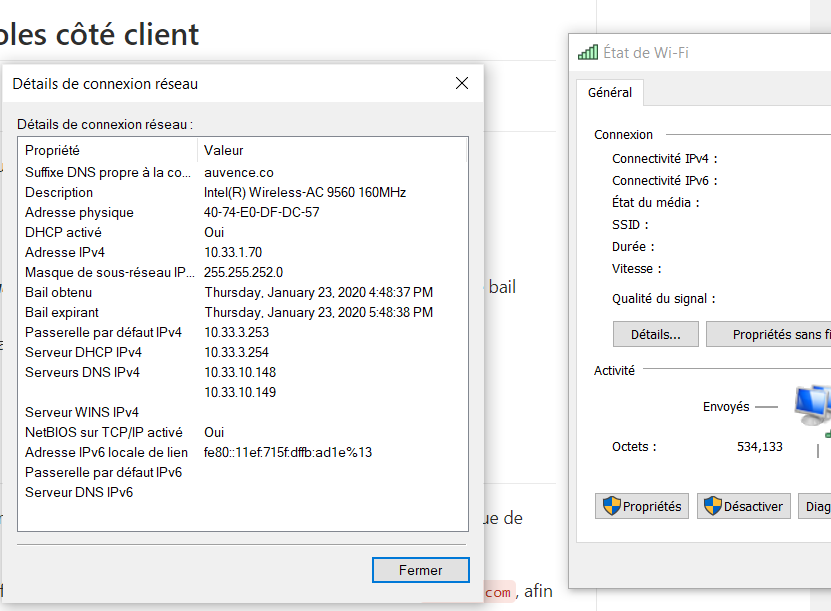 ples côté client
Détails de connexion réseau
Détails de connexion réseau :
Propriété Valeur
Suffixe DNS propre à la co... auvence.co
Description Intel(R) Wireless-AC 9560 160MHz
Adresse physique 40-74-E0-DF-DC-57
DHCP activé Oui
Adresse IPv4 10.33.1.70
Masque de sous-réseau IP... 255.255.252.0
Bail obtenu Thursday, January 23, 2020 4:48:37 PM
Bail expirant Thursday, January 23, 2020 5:48:38 PM
Passerelle par défaut IPv4 10.33.3.253
Serveur DHCP IPv4 10.33.3.254
Serveurs DNS IPv4 10.33.10.148
10.33.10.149
Serveur WINS IPv4
NetBIOS sur TCP/IP activé Oui
Adresse IPv6 locale de lien fe80::11ef:715f:dffb:ad1e%13
Passerelle par défaut IPv6
Serveur DNS IPv6
Fermer
bail
ue de
com, afin
État de Wi-Fi
Général
Connexion
Connectivité IPv4 :
Connectivité IPv6 :
État du média :
SSID :
Durée :
Vitesse :
Qualité du signal :
Détails... Propriétés sans fi
Activité
Envoyés
Octets : 534,133
Propriétés Désactiver Diag